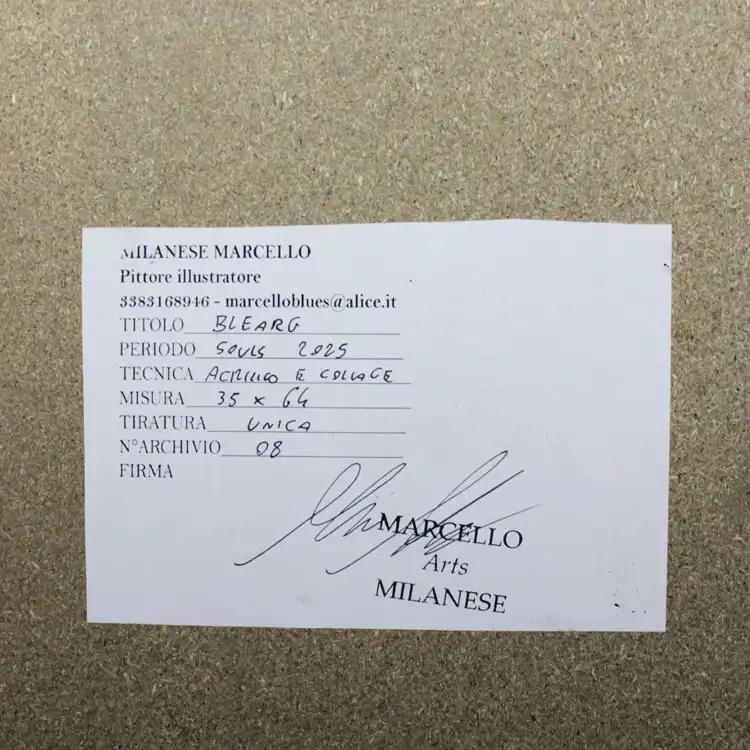 MILANESE MARCELLO
Pittore illustratore
3383168946 - marcelloblues@alice.it
TITOLO BLEARG
PERIODO SOULS 2025
TECNICA ACRILICO E COLLAGE
MISURA 35 x 64
TIRATURA UNICA
N°ARCHIVIO 08
FIRMA
MARCELLO
Arts
MILANESE